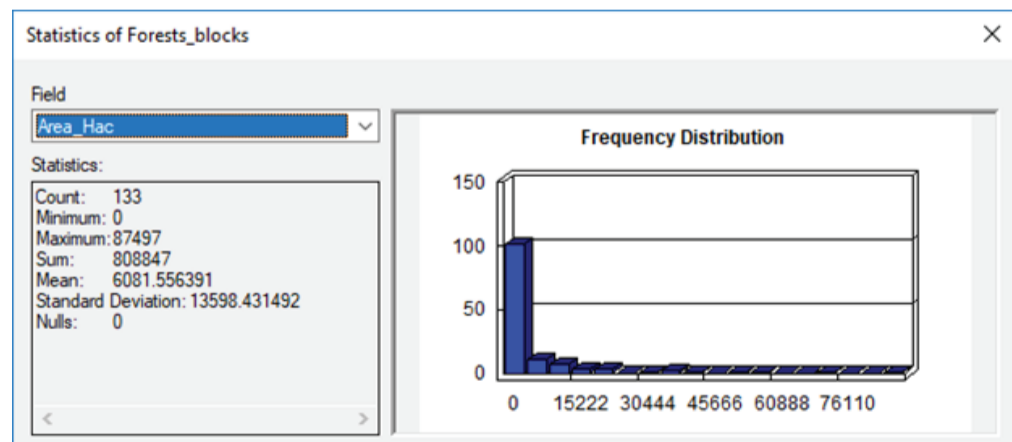 Statistics of Forests_blocks
Field
Area_Hac
Statistics:
Count: 133
Minimum: 0
Maximum: 87497
Sum: 808847
Mean: 6081.556391
Standard Deviation: 13598.431492
Nulls: 0
Frequency Distribution
150
100
50
0
0 15222 30444 45666 60888 76110